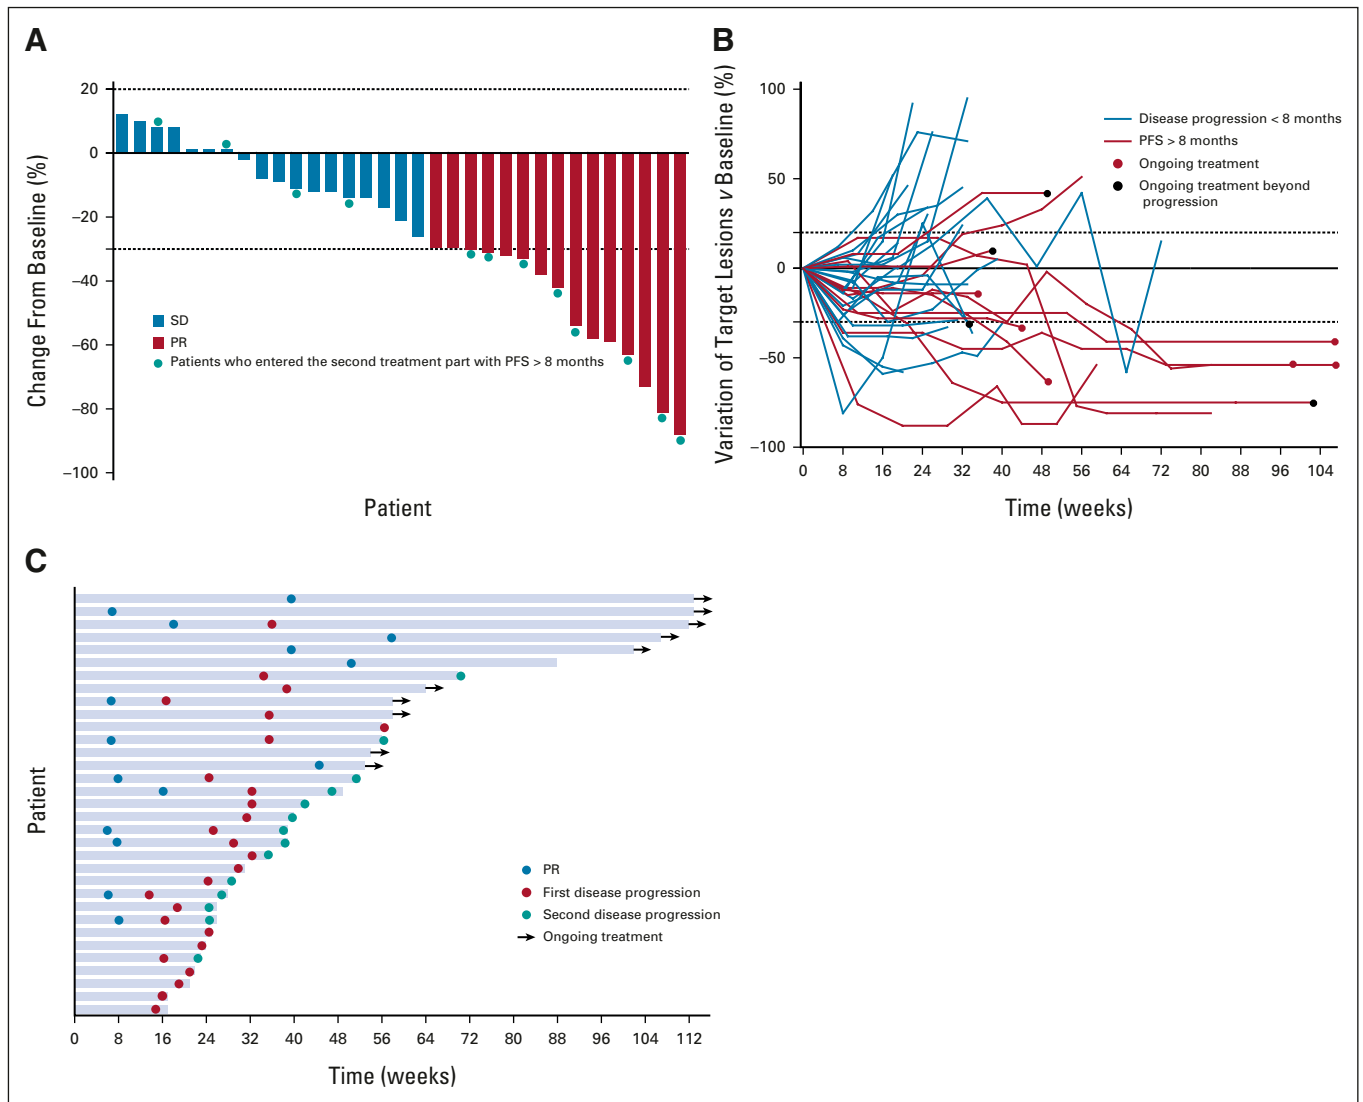 A
Change From Baseline (%)
20
0
−20
−40
−60
−80
−100
SD
PR
Patients who entered the second treatment part with PFS > 8 months
Patient
B
Variation of Target Lesions v Baseline (%)
100
50
0
−50
−100
Disease progression < 8 months
PFS > 8 months
Ongoing treatment
Ongoing treatment beyond
progression
0 8 16 24 32 40 48 56 64 72 80 88 96 104
Time (weeks)
C
Patient
PR
First disease progression
Second disease progression
Ongoing treatment
0 8 16 24 32 40 48 56 64 72 80 88 96 104 112
Time (weeks)